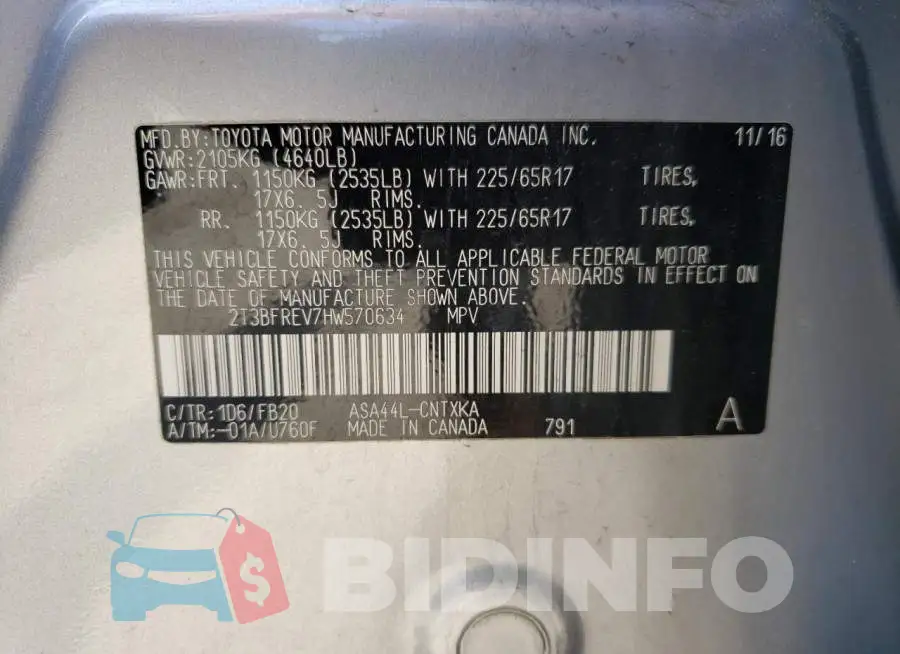 MFD.BY:TOYOTA MOTOR MANUFACTURING CANADA INC. 11/16
GVWR:2105KG (4640LB)
GAWR:FRT. 1150KG (2535LB) WITH 225/65R17 TIRES,
17X6. 5J RIMS.
RR. 1150KG (2535LB) WITH 225/65R17 TIRES,
17X6. 5J RIMS.
THIS VEHICLE CONFORMS TO ALL APPLICABLE FEDERAL MOTOR
VEHICLE SAFETY AND THEFT PREVENTION STANDARDS IN EFFECT ON
THE DATE OF MANUFACTURE SHOWN ABOVE.
2T3BFREV7HW570634 MPV
C/TR:1D6/FB20 ASA44L-CNTXKA
A/TM:-01A/U760F MADE IN CANADA 791 A
$ BIDINFO